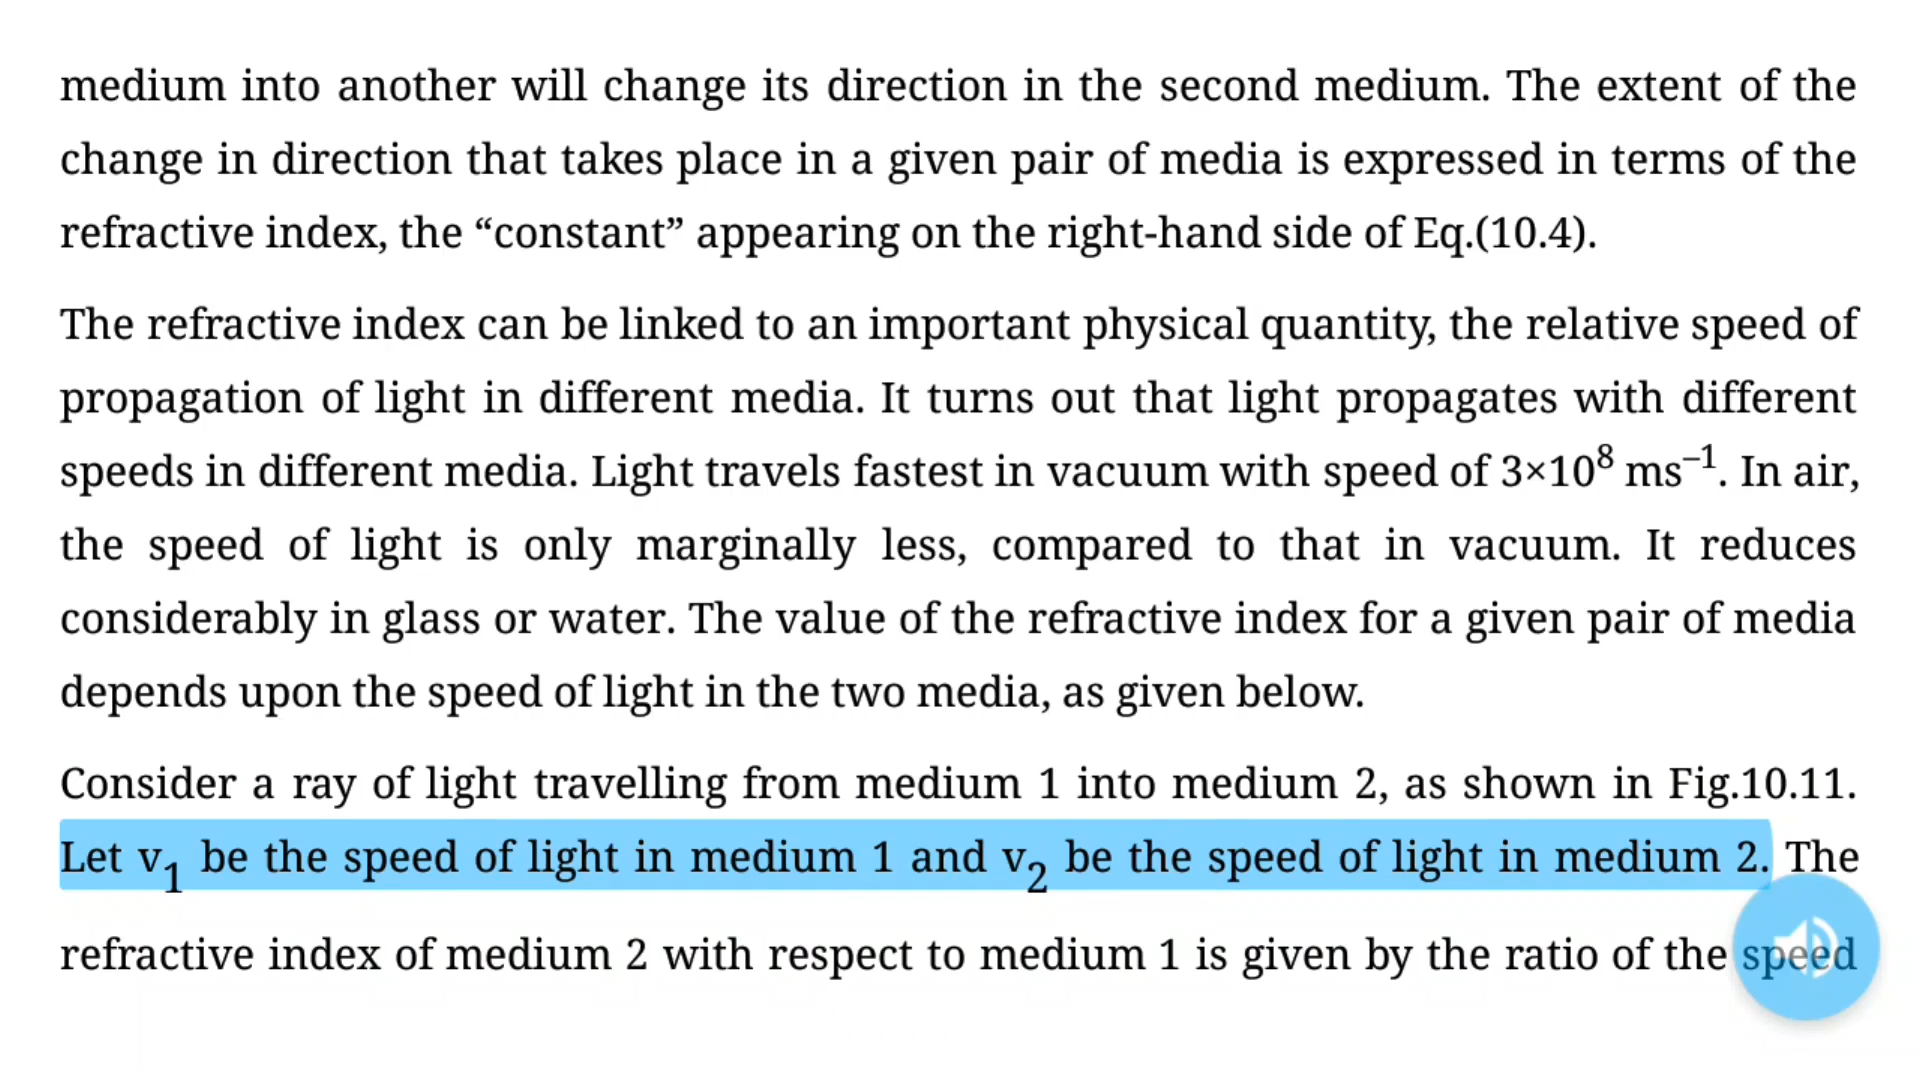 medium into another will change its direction in the second medium. The extent of the
change in direction that takes place in a given pair of media is expressed in terms of the
refractive index, the “constant” appearing on the right-hand side of Eq.(10.4).
The refractive index can be linked to an important physical quantity, the relative speed of
propagation of light in different media. It turns out that light propagates with different
speeds in different media. Light travels fastest in vacuum with speed of 3×10⁸ ms⁻¹. In air,
the speed of light is only marginally less, compared to that in vacuum. It reduces
considerably in glass or water. The value of the refractive index for a given pair of media
depends upon the speed of light in the two media, as given below.
Consider a ray of light travelling from medium 1 into medium 2, as shown in Fig.10.11.
Let v₁ be the speed of light in medium 1 and v₂ be the speed of light in medium 2. The
refractive index of medium 2 with respect to medium 1 is given by the ratio of the speed